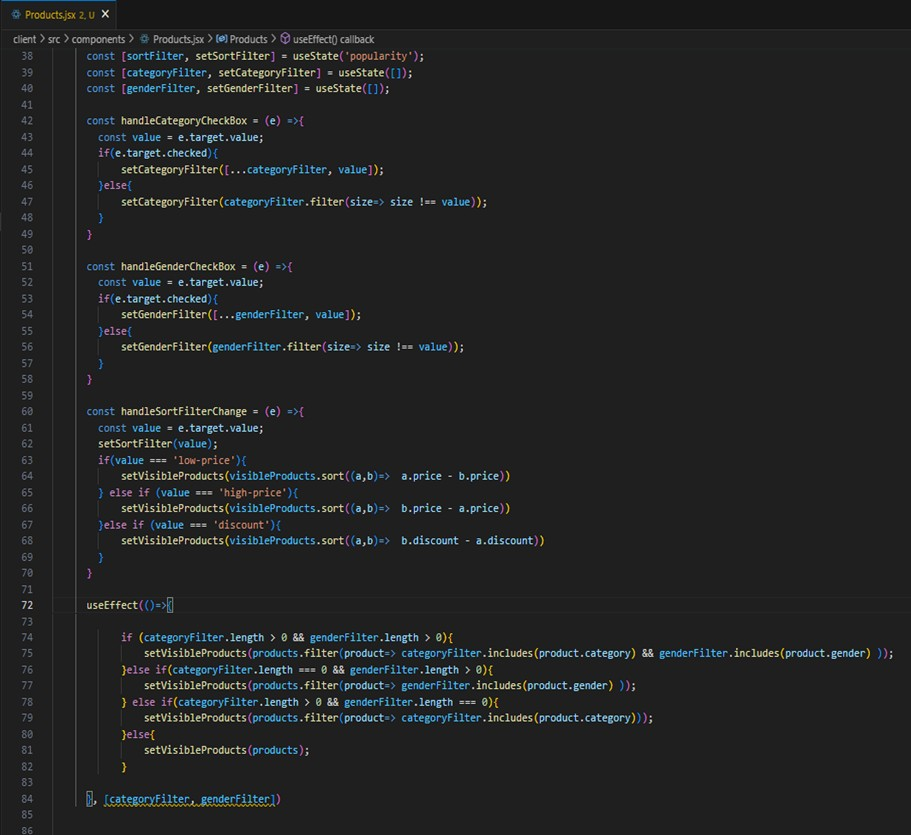 Products.jsx 2, U X
client > src > components > Products.jsx > Products > useEffect() callback
38 const [sortFilter, setSortFilter] = useState('popularity');
39 const [categoryFilter, setCategoryFilter] = useState([]);
40 const [genderFilter, setGenderFilter] = useState([]);
41
42 const handleCategoryCheckBox = (e) =>{
43 const value = e.target.value;
44 if(e.target.checked){
45 setCategoryFilter([...categoryFilter, value]);
46 }else{
47 setCategoryFilter(categoryFilter.filter(size=> size !== value));
48 }
49 }
50
51 const handleGenderCheckBox = (e) =>{
52 const value = e.target.value;
53 if(e.target.checked){
54 setGenderFilter([...genderFilter, value]);
55 }else{
56 setGenderFilter(genderFilter.filter(size=> size !== value));
57 }
58 }
59
60 const handleSortFilterChange = (e) =>{
61 const value = e.target.value;
62 setSortFilter(value);
63 if(value === 'low-price'){
64 setVisibleProducts(visibleProducts.sort((a,b)=> a.price - b.price))
65 } else if (value === 'high-price'){
66 setVisibleProducts(visibleProducts.sort((a,b)=> b.price - a.price))
67 }else if (value === 'discount'){
68 setVisibleProducts(visibleProducts.sort((a,b)=> b.discount - a.discount))
69 }
70 }
71
72 useEffect(()=>{
73
74 if (categoryFilter.length > 0 && genderFilter.length > 0){
75 setVisibleProducts(products.filter(product=> categoryFilter.includes(product.category) && genderFilter.includes(product.gender) ));
76 }else if(categoryFilter.length === 0 && genderFilter.length > 0){
77 setVisibleProducts(products.filter(product=> genderFilter.includes(product.gender) ));
78 } else if(categoryFilter.length > 0 && genderFilter.length === 0){
79 setVisibleProducts(products.filter(product=> categoryFilter.includes(product.category)));
80 }else{
81 setVisibleProducts(products);
82 }
83
84 }, [categoryFilter, genderFilter])
85
86